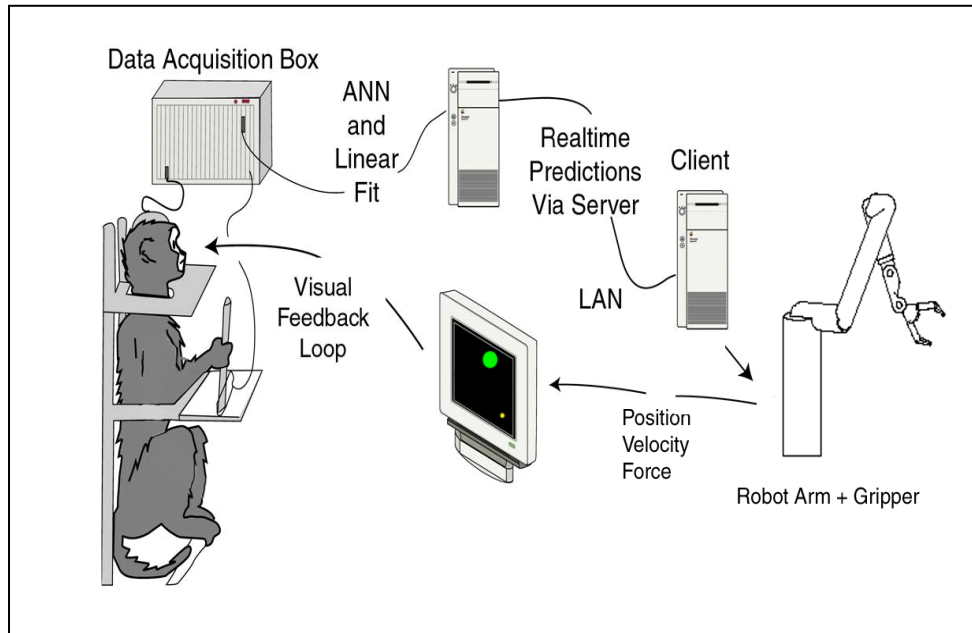 Data Acquisition Box
ANN
and
Linear
Fit
Realtime
Predictions
Via Server
Client
LAN
Visual
Feedback
Loop
Position
Velocity
Force
Robot Arm + Gripper